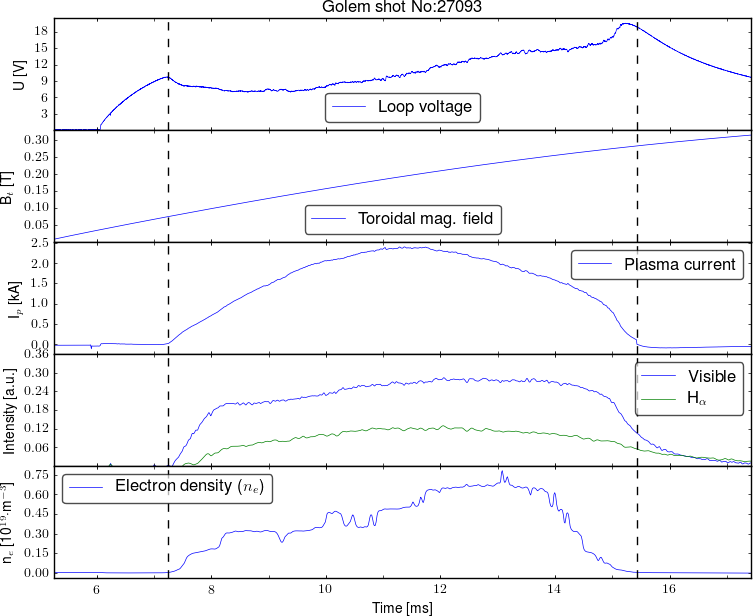 Golem shot No:27093
U [V]
18
15
12
9
6
3
Loop voltage
B_t [T]
0.30
0.25
0.20
0.15
0.10
0.05
Toroidal mag. field
I_p [kA]
2.5
2.0
1.5
1.0
0.5
0.0
Plasma current
Intensity [a.u.]
0.36
0.30
0.24
0.18
0.12
0.06
Visible
H_α
n_e [10^19·m^−3]
0.75
0.60
0.45
0.30
0.15
0.00
Electron density (n_e)
6 8 10 12 14 16
Time [ms]